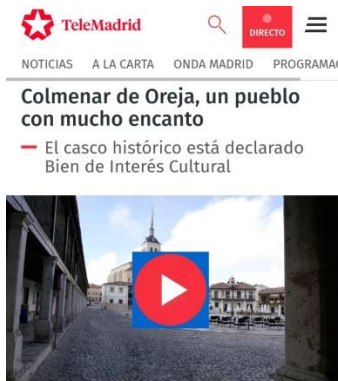 TeleMadrid
DIRECTO
NOTICIAS A LA CARTA ONDA MADRID
Colmenar de Oreja, un pueblo
con mucho encanto
El casco histórico está declarado
Bien de Interés Cultural